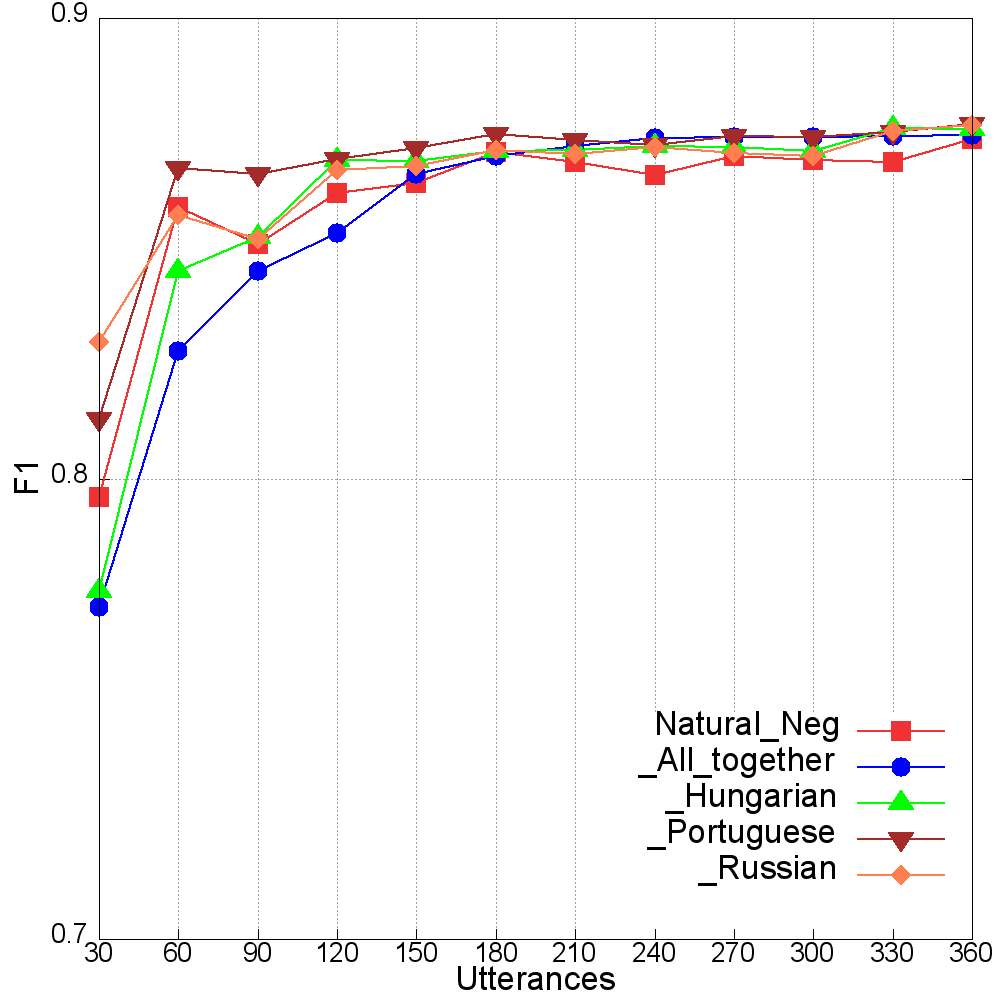 0.9
0.8
0.7
F1
30 60 90 120 150 180 210 240 270 300 330 360
Utterances
Natural_Neg
_All_together
_Hungarian
_Portuguese
_Russian